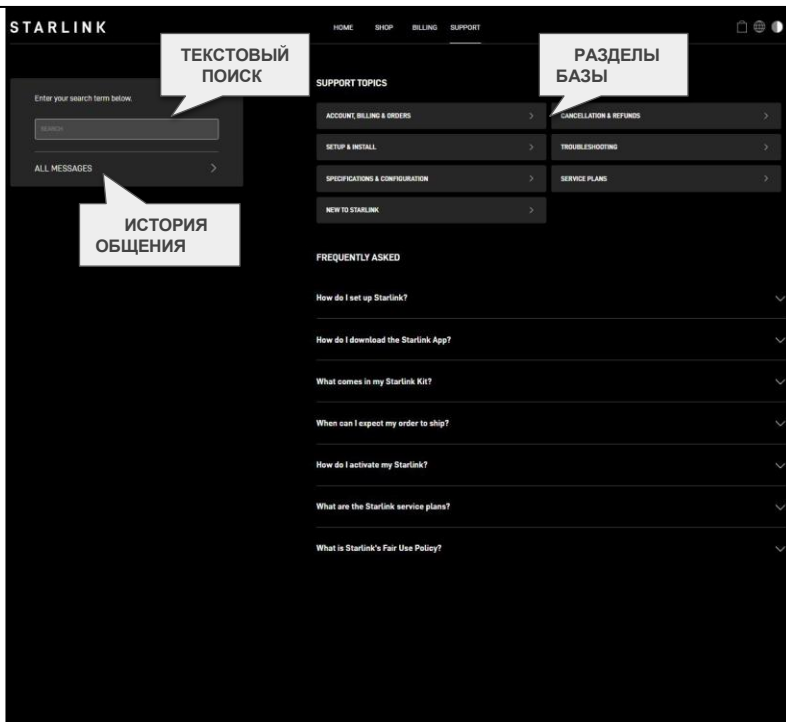 STARLINK
HOME SHOP BILLING SUPPORT
ТЕКСТОВЫЙ
ПОИСК
РАЗДЕЛЫ
БАЗЫ
Enter your search term below.
SEARCH
ALL MESSAGES
ИСТОРИЯ
ОБЩЕНИЯ
SUPPORT TOPICS
ACCOUNT, BILLING & ORDERS
CANCELLATION & REFUNDS
SETUP & INSTALL
TROUBLESHOOTING
SPECIFICATIONS & CONFIGURATION
SERVICE PLANS
NEW TO STARLINK
FREQUENTLY ASKED
How do I set up Starlink?
How do I download the Starlink App?
What comes in my Starlink Kit?
When can I expect my order to ship?
How do I activate my Starlink?
What are the Starlink service plans?
What is Starlink's Fair Use Policy?